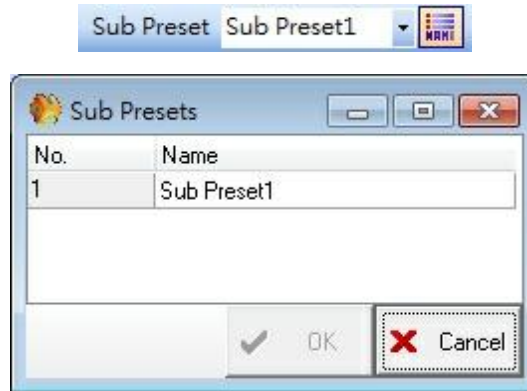 Sub Preset Sub Preset1 NAME
Sub Presets
No. Name
1 Sub Preset1
OK Cancel